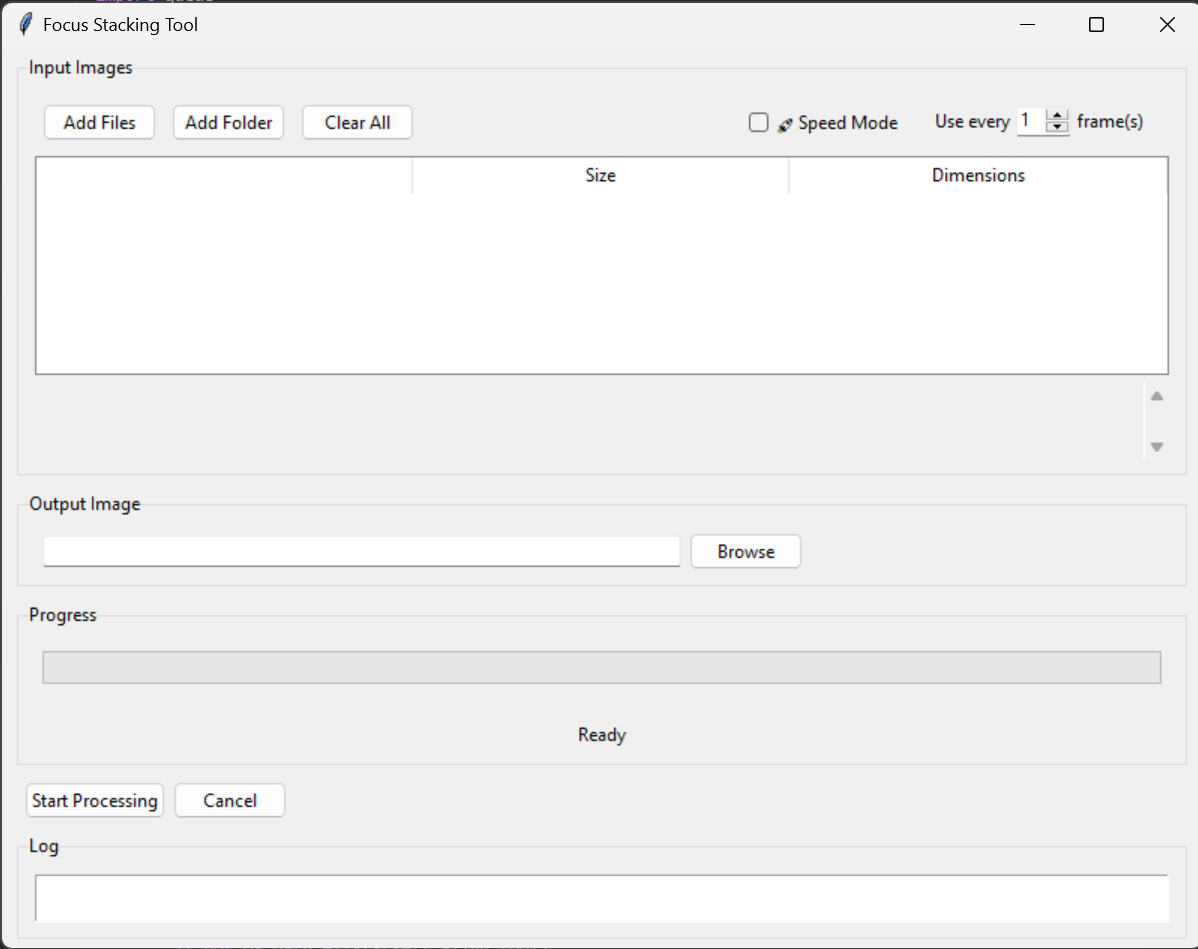 Focus Stacking Tool
Input Images
Add Files Add Folder Clear All Speed Mode Use every 1 frame(s)
Size Dimensions
Output Image
Browse
Progress
Ready
Start Processing Cancel
Log